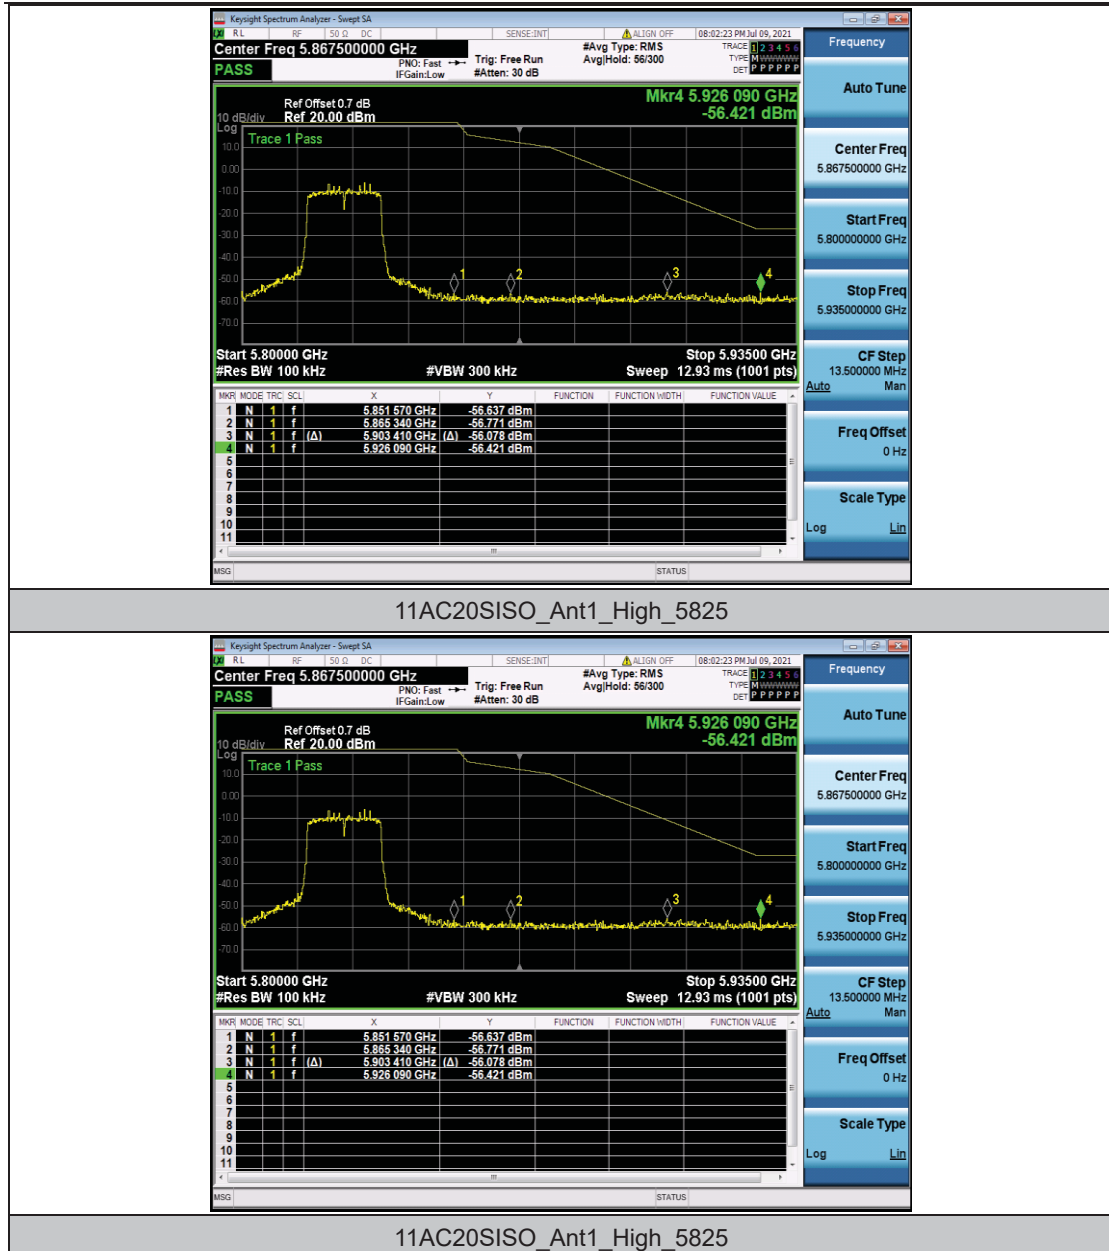 Keysight Spectrum Analyzer - Swept SA
RL RF 50 Ω DC SENSE:INT ALIGN OFF 08:02:23 PM Jul 09, 2021
Center Freq 5.867500000 GHz #Avg Type: RMS TRACE 1 2 3 4 5 6
PNO: Fast Trig: Free Run Avg|Hold: 56/300 TYPE M WWWWW
PASS IFGain:Low #Atten: 30 dB DET P P P P P P
Frequency
Auto Tune
Center Freq
5.867500000 GHz
Start Freq
5.800000000 GHz
Stop Freq
5.935000000 GHz
CF Step
13.500000 MHz
Auto Man
Freq Offset
0 Hz
Scale Type
Log Lin
Mkr4 5.926 090 GHz
-56.421 dBm
Ref Offset 0.7 dB
10 dB/div Ref 20.00 dBm
Log
Trace 1 Pass
10.0
0.00
-10.0
-20.0
-30.0
-40.0
-50.0
-60.0
-70.0
1 2 3 4
Start 5.80000 GHz Stop 5.93500 GHz
#Res BW 100 kHz #VBW 300 kHz Sweep 12.93 ms (1001 pts)
MKR MODE TRC SCL X Y FUNCTION FUNCTION WIDTH FUNCTION VALUE
1 N 1 f 5.851 570 GHz -56.637 dBm
2 N 1 f 5.865 340 GHz -56.771 dBm
3 N 1 f (Δ) 5.903 410 GHz (Δ) -56.078 dBm
4 N 1 f 5.926 090 GHz -56.421 dBm
5
6
7
8
9
10
11
MSG STATUS
11AC20SISO_Ant1_High_5825
Keysight Spectrum Analyzer - Swept SA
RL RF 50 Ω DC SENSE:INT ALIGN OFF 08:02:23 PM Jul 09, 2021
Center Freq 5.867500000 GHz #Avg Type: RMS TRACE 1 2 3 4 5 6
PNO: Fast Trig: Free Run Avg|Hold: 56/300 TYPE M WWWWW
PASS IFGain:Low #Atten: 30 dB DET P P P P P P
Frequency
Auto Tune
Center Freq
5.867500000 GHz
Start Freq
5.800000000 GHz
Stop Freq
5.935000000 GHz
CF Step
13.500000 MHz
Auto Man
Freq Offset
0 Hz
Scale Type
Log Lin
Mkr4 5.926 090 GHz
-56.421 dBm
Ref Offset 0.7 dB
10 dB/div Ref 20.00 dBm
Log
Trace 1 Pass
10.0
0.00
-10.0
-20.0
-30.0
-40.0
-50.0
-60.0
-70.0
1 2 3 4
Start 5.80000 GHz Stop 5.93500 GHz
#Res BW 100 kHz #VBW 300 kHz Sweep 12.93 ms (1001 pts)
MKR MODE TRC SCL X Y FUNCTION FUNCTION WIDTH FUNCTION VALUE
1 N 1 f 5.851 570 GHz -56.637 dBm
2 N 1 f 5.865 340 GHz -56.771 dBm
3 N 1 f (Δ) 5.903 410 GHz (Δ) -56.078 dBm
4 N 1 f 5.926 090 GHz -56.421 dBm
5
6
7
8
9
10
11
MSG STATUS
11AC20SISO_Ant1_High_5825